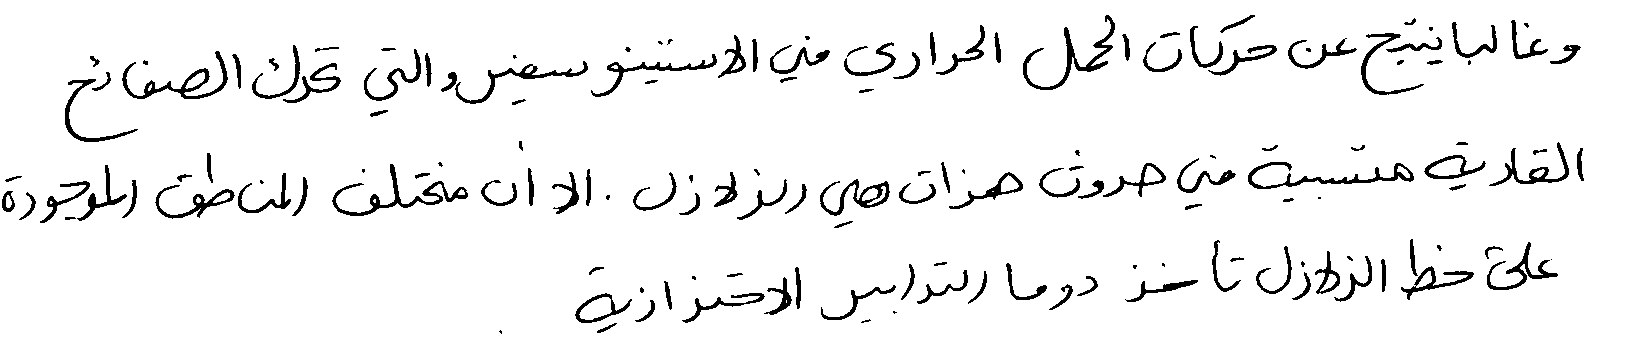 وغالبا ينتج عن حركات الحمل الحراري في الاستينوسفير والتي تحرك الصفائح
القارية متسببة في حدوث هزات هي الزلازل . الا أن مختلف المناطق الموجودة
على خط الزلازل تأخذ دوما التدابير الاحترازية